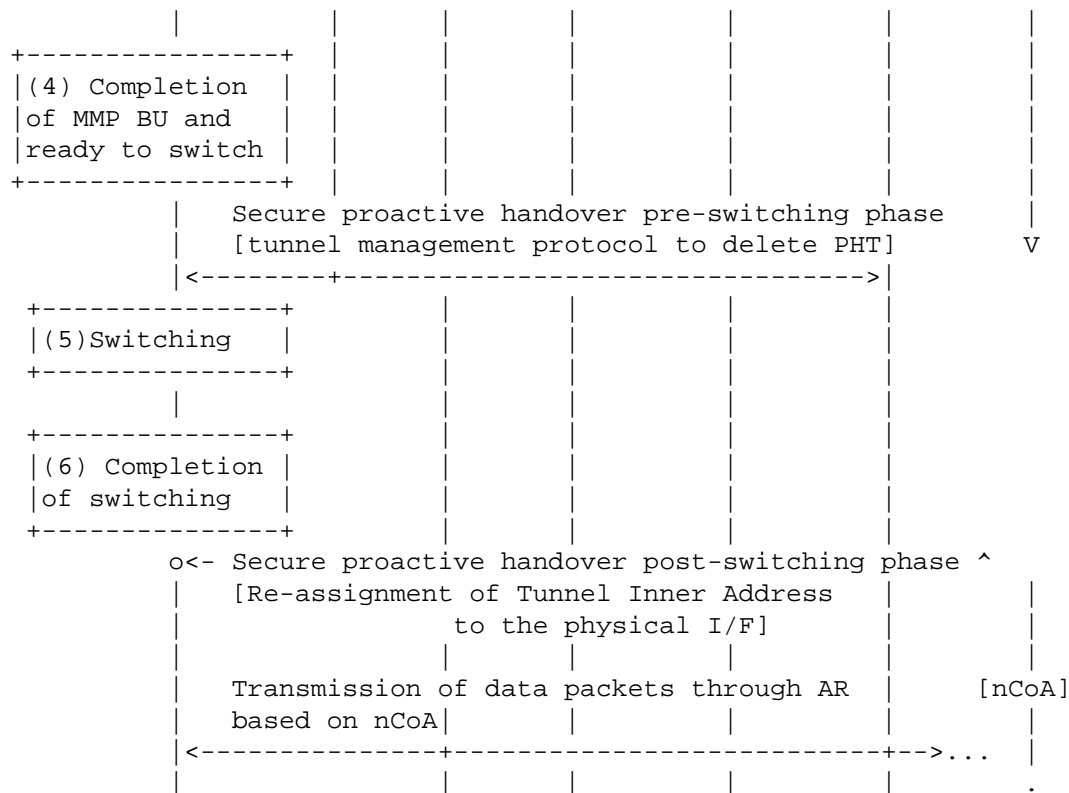 (4) Completion
of MMP BU and
ready to switch
Secure proactive handover pre-switching phase
[tunnel management protocol to delete PHT]
V
(5)Switching
(6) Completion
of switching
o<- Secure proactive handover post-switching phase ^
[Re-assignment of Tunnel Inner Address
to the physical I/F]
Transmission of data packets through AR
[nCoA]
based on nCoA
...
.